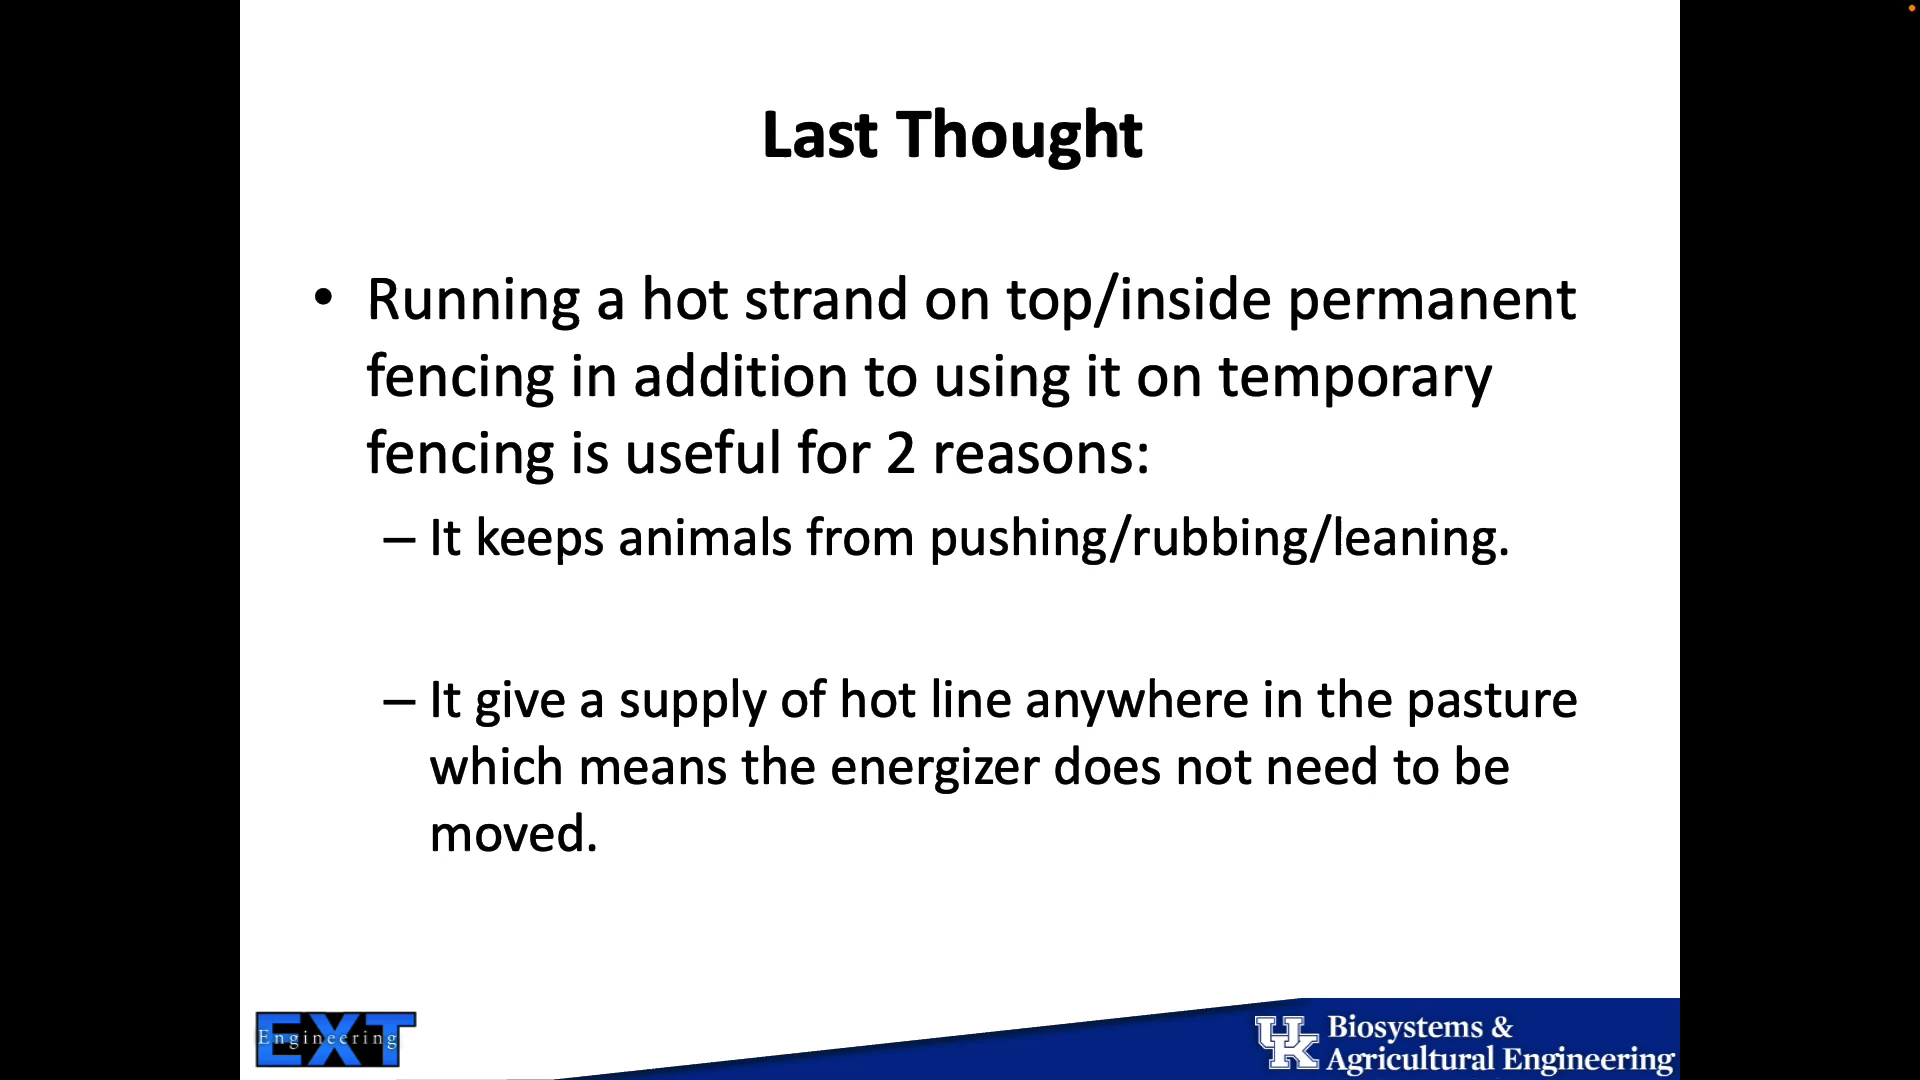 Last Thought
• Running a hot strand on top/inside permanent
fencing in addition to using it on temporary
fencing is useful for 2 reasons:
– It keeps animals from pushing/rubbing/leaning.
– It give a supply of hot line anywhere in the pasture
which means the energizer does not need to be
moved.
EXT
Engineering
UK
Biosystems &
Agricultural Engineering